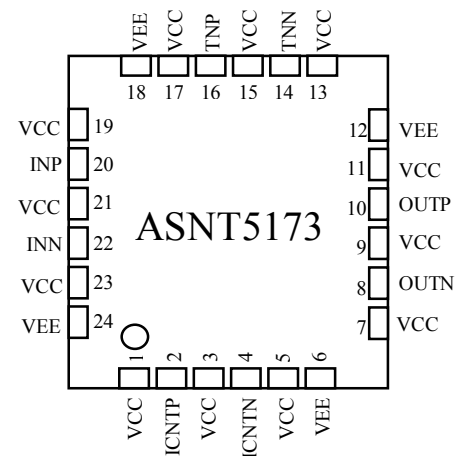 VEE VCC TNP VCC TNN VCC
18 17 16 15 14 13
VCC 19
INP 20
VCC 21
INN 22
VCC 23
VEE 24
ASNT5173
12 VEE
11 VCC
10 OUTP
9 VCC
8 OUTN
7 VCC
1 2 3 4 5 6
VCC ICNTP VCC ICNTN VCC VEE